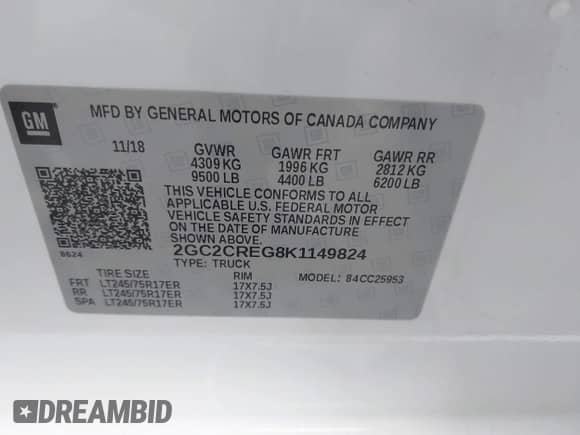 GM
MFD BY GENERAL MOTORS OF CANADA COMPANY
11/18 GVWR GAWR FRT GAWR RR
4309 KG 1996 KG 2812 KG
9500 LB 4400 LB 6200 LB
THIS VEHICLE CONFORMS TO ALL
APPLICABLE U.S. FEDERAL MOTOR
VEHICLE SAFETY STANDARDS IN EFFECT
ON THE DATE OF MANUFACTURE
SHOWN ABOVE.
8624 2GC2CREG8K1149824
TYPE: TRUCK
TIRE SIZE RIM MODEL: 84CC25953
FRT LT245/75R17ER 17X7.5J
RR LT245/75R17ER 17X7.5J
SPA LT245/75R17ER 17X7.5J
DREAMBID